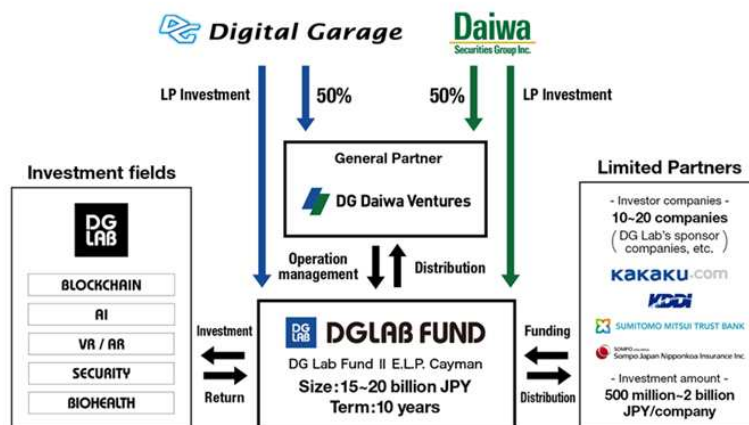 Digital Garage
Daiwa
Securities Group Inc.
LP Investment
50%
50%
LP Investment
General Partner
DG Daiwa Ventures
Investment fields
DG
LAB
BLOCKCHAIN
AI
VR / AR
SECURITY
BIOHEALTH
Operation
management
Distribution
Investment
Return
DG
LAB
DGLAB FUND
DG Lab Fund II E.L.P. Cayman
Size:15~20 billion JPY
Term:10 years
Funding
Distribution
Limited Partners
- Investor companies -
10~20 companies
(DG Lab's sponsor
companies, etc.)
kakaku.com
KDDI
SUMITOMO MITSUI TRUST BANK
Sompo Japan Nipponkoa Insurance Inc.
- Investment amount -
500 million~2 billion
JPY/company